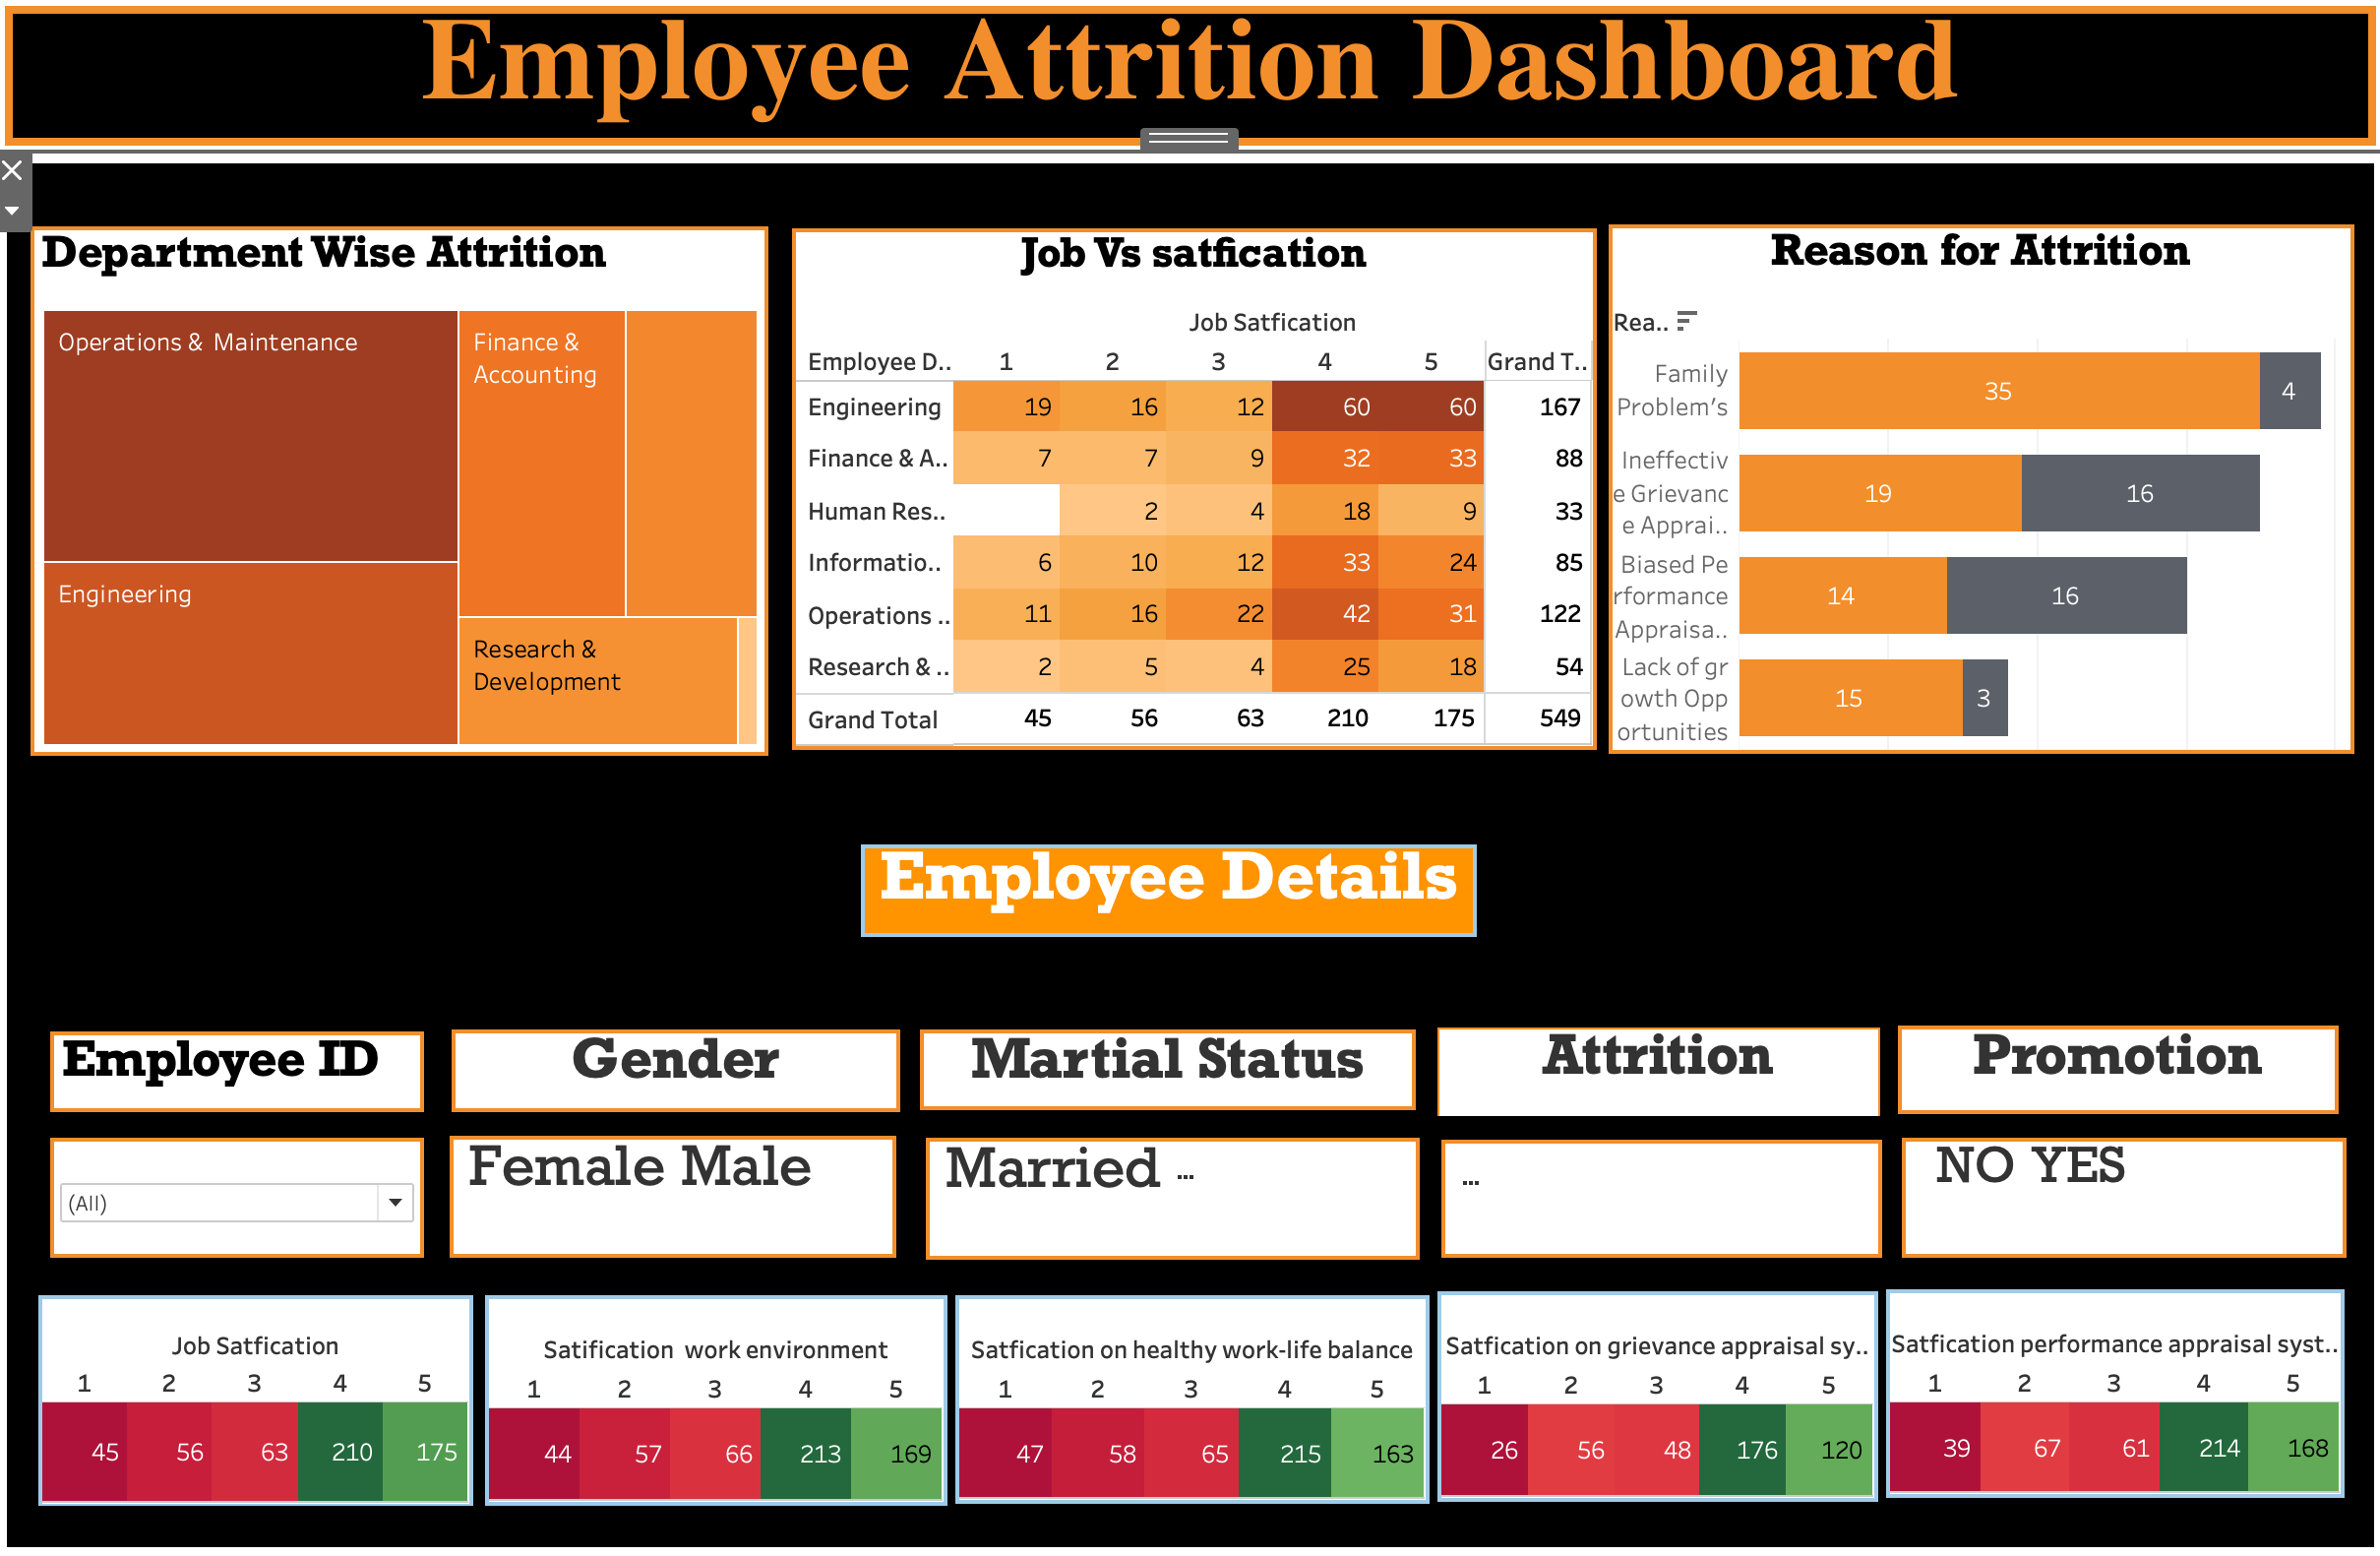 Employee Attrition Dashboard
Department Wise Attrition
Operations & Maintenance
Finance &
Accounting
Engineering
Research &
Development
Job Vs satfication
Job Satfication
Employee D.. 1 2 3 4 5 Grand T..
Engineering 19 16 12 60 60 167
Finance & A.. 7 7 9 32 33 88
Human Res.. 2 4 18 9 33
Informatio.. 6 10 12 33 24 85
Operations .. 11 16 22 42 31 122
Research & .. 2 5 4 25 18 54
Grand Total 45 56 63 210 175 549
Reason for Attrition
Rea..
Family
Problem's
35 4
Ineffectiv
e Grievanc
e Apprai..
19 16
Biased Pe
rformance
Appraisa..
14 16
Lack of gr
owth Opp
ortunities
15 3
Employee Details
Employee ID
Gender
Martial Status
Attrition
Promotion
(All)
Female Male
Married ...
...
NO YES
Job Satfication
1 2 3 4 5
45 56 63 210 175
Satification work environment
1 2 3 4 5
44 57 66 213 169
Satfication on healthy work-life balance
1 2 3 4 5
47 58 65 215 163
Satfication on grievance appraisal sy..
1 2 3 4 5
26 56 48 176 120
Satfication performance appraisal syst..
1 2 3 4 5
39 67 61 214 168